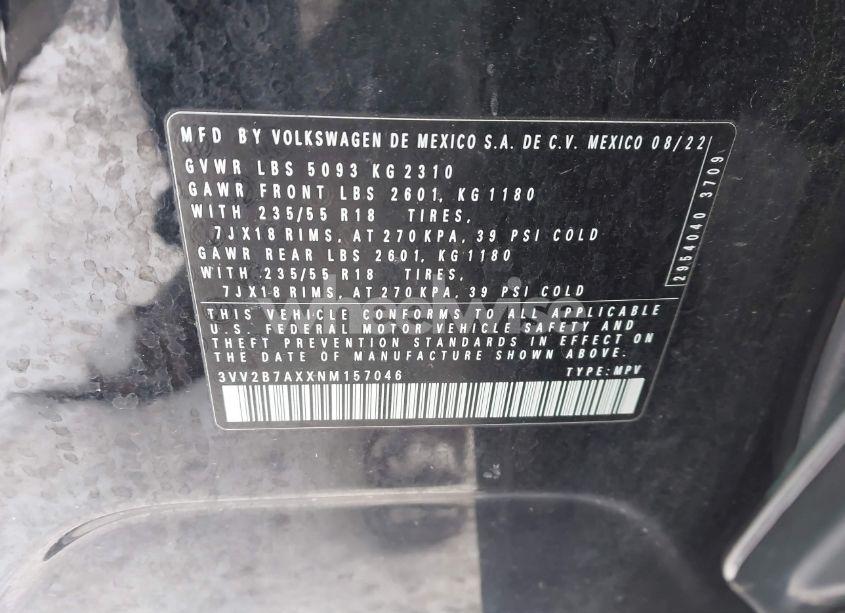 MFD BY VOLKSWAGEN DE MEXICO S.A. DE C.V. MEXICO 08/22
GVWR LBS 5093 KG 2310
GAWR FRONT LBS 2601, KG 1180
WITH 235/55 R18 TIRES,
7JX18 RIMS, AT 270 KPA, 39 PSI COLD
GAWR REAR LBS 2601, KG 1180
WITH 235/55 R18 TIRES,
7JX18 RIMS, AT 270 KPA, 39 PSI COLD
THIS VEHICLE CONFORMS TO ALL APPLICABLE
U.S. FEDERAL MOTOR VEHICLE SAFETY AND
THEFT PREVENTION STANDARDS IN EFFECT ON
THE DATE OF MANUFACTURE SHOWN ABOVE.
3VV2B7AXXNM157046 TYPE: MPV
2954040 3709